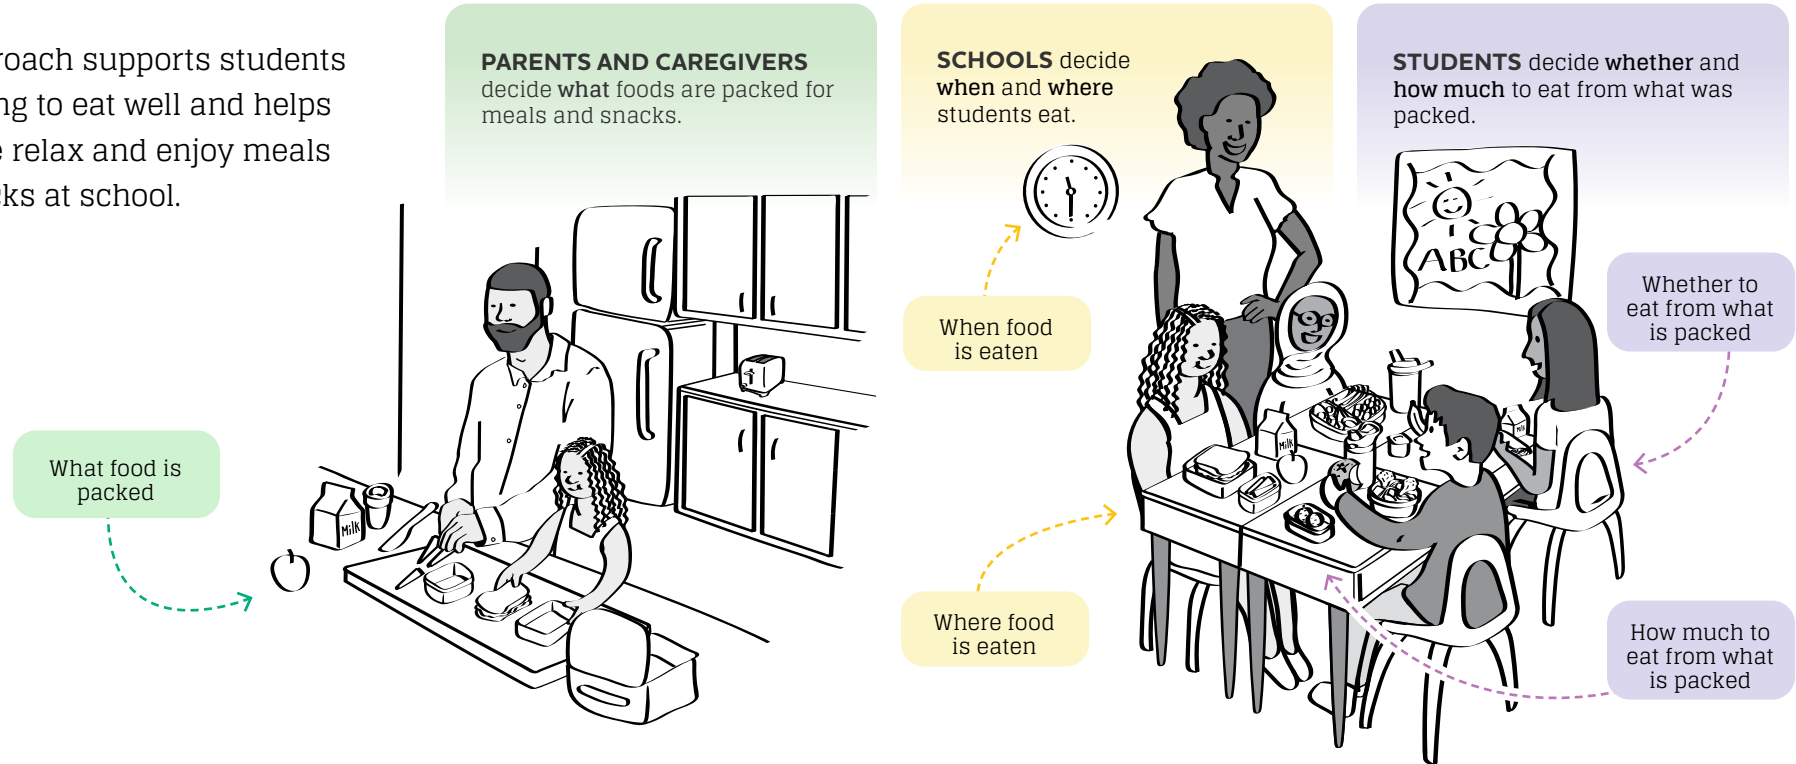 roach supports students
ng to eat well and helps
e relax and enjoy meals
cks at school.
PARENTS AND CAREGIVERS
decide what foods are packed for
meals and snacks.
SCHOOLS decide
when and where
students eat.
STUDENTS decide whether and
how much to eat from what was
packed.
ABC
When food
is eaten
Whether to
eat from what
is packed
What food is
packed
Milk
Milk
Milk
Where food
is eaten
How much to
eat from what
is packed